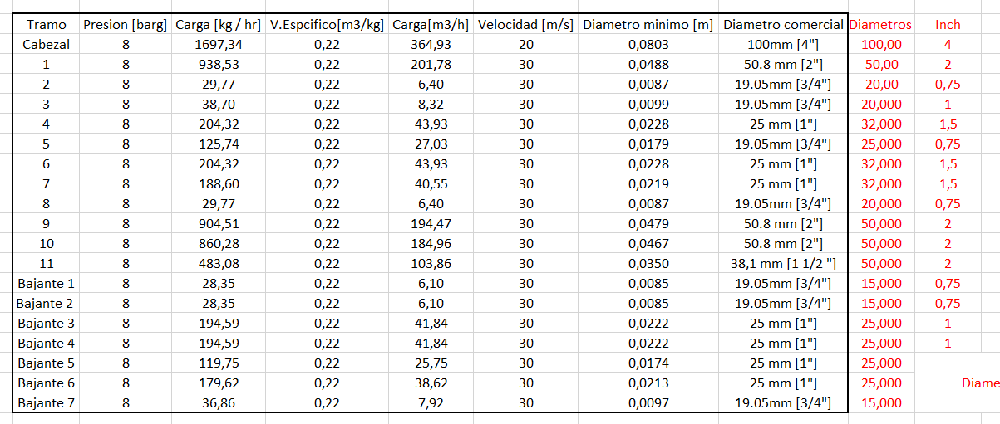 Tramo Presion [barg] Carga [kg / hr] V.Espcifico[m3/kg] Carga[m3/h] Velocidad [m/s] Diametro minimo [m] Diametro comercial Diametros Inch
Cabezal 8 1697,34 0,22 364,93 20 0,0803 100mm [4"] 100,00 4
1 8 938,53 0,22 201,78 30 0,0488 50.8 mm [2"] 50,00 2
2 8 29,77 0,22 6,40 30 0,0087 19.05mm [3/4"] 20,00 0,75
3 8 38,70 0,22 8,32 30 0,0099 19.05mm [3/4"] 20,000 1
4 8 204,32 0,22 43,93 30 0,0228 25 mm [1"] 32,000 1,5
5 8 125,74 0,22 27,03 30 0,0179 19.05mm [3/4"] 25,000 0,75
6 8 204,32 0,22 43,93 30 0,0228 25 mm [1"] 32,000 1,5
7 8 188,60 0,22 40,55 30 0,0219 25 mm [1"] 32,000 1,5
8 8 29,77 0,22 6,40 30 0,0087 19.05mm [3/4"] 20,000 0,75
9 8 904,51 0,22 194,47 30 0,0479 50.8 mm [2"] 50,000 2
10 8 860,28 0,22 184,96 30 0,0467 50.8 mm [2"] 50,000 2
11 8 483,08 0,22 103,86 30 0,0350 38,1 mm [1 1/2 "] 50,000 2
Bajante 1 8 28,35 0,22 6,10 30 0,0085 19.05mm [3/4"] 15,000 0,75
Bajante 2 8 28,35 0,22 6,10 30 0,0085 19.05mm [3/4"] 15,000 0,75
Bajante 3 8 194,59 0,22 41,84 30 0,0222 25 mm [1"] 25,000 1
Bajante 4 8 194,59 0,22 41,84 30 0,0222 25 mm [1"] 25,000 1
Bajante 5 8 119,75 0,22 25,75 30 0,0174 25 mm [1"] 25,000
Bajante 6 8 179,62 0,22 38,62 30 0,0213 25 mm [1"] 25,000 Diame
Bajante 7 8 36,86 0,22 7,92 30 0,0097 19.05mm [3/4"] 15,000